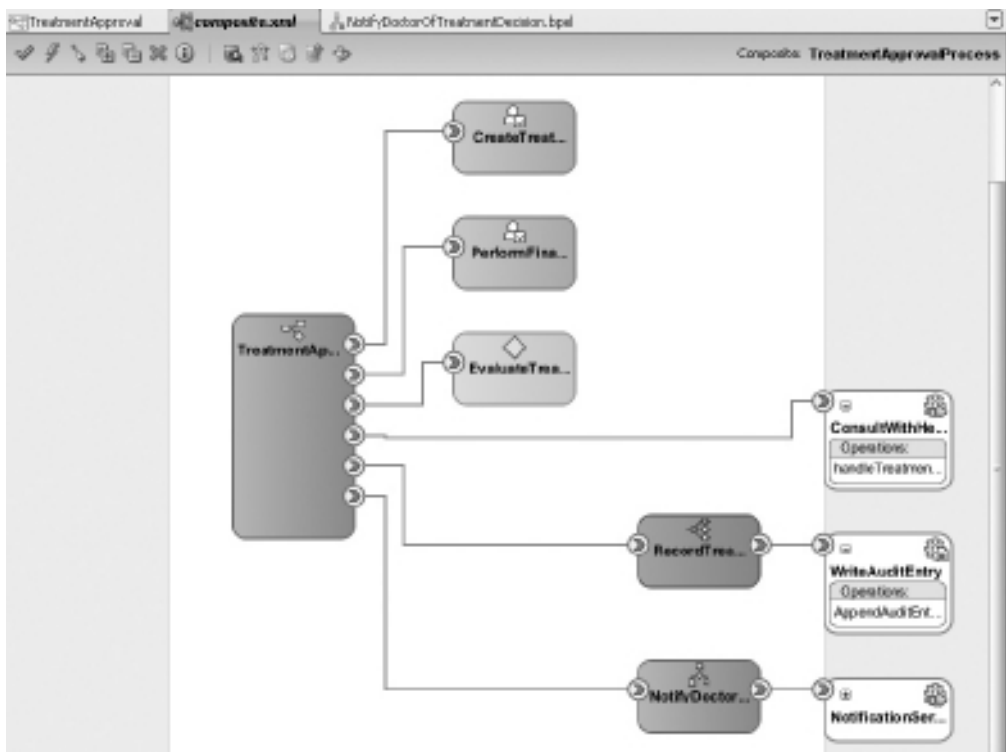 TreatmentApproval
composite.xml
NotifyDoctorOfTreatmentDecision.bpel
Composite: TreatmentApprovalProcess
CreateTreat...
PerformFina...
TreatmentAp...
EvaluateTrea...
ConsultWithHe...
Operations:
handleTreatmen...
RecordTrea...
WriteAuditEntry
Operations:
AppendAuditEnt...
NotifyDoctor...
NotificationSer...